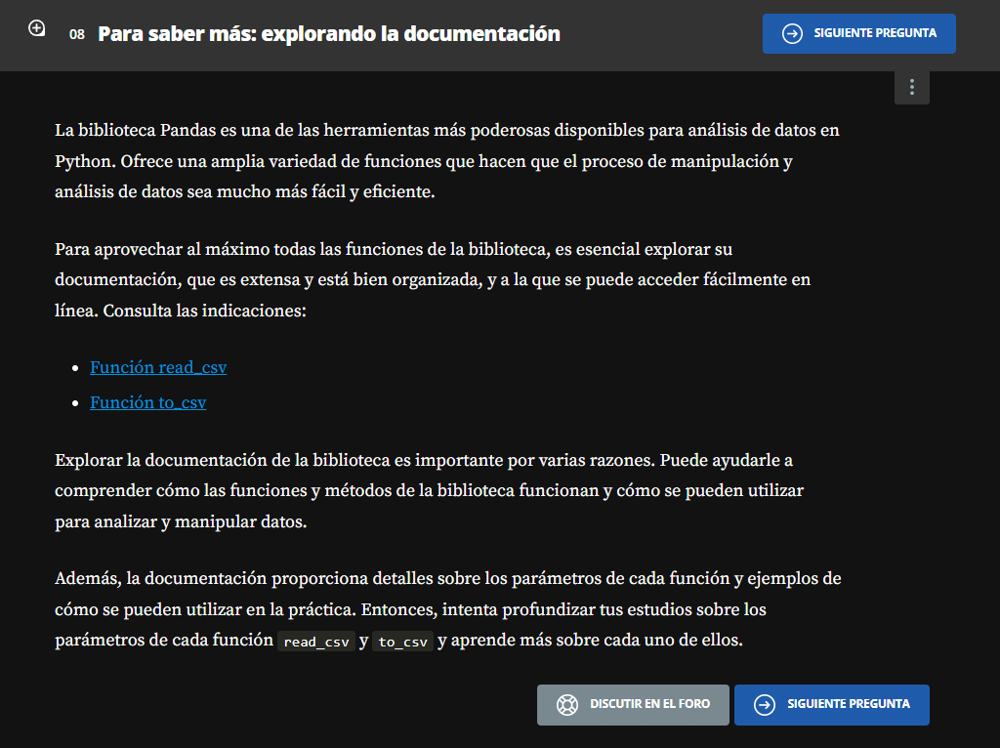 08 Para saber más: explorando la documentación
SIGUIENTE PREGUNTA
La biblioteca Pandas es una de las herramientas más poderosas disponibles para análisis de datos en
Python. Ofrece una amplia variedad de funciones que hacen que el proceso de manipulación y
análisis de datos sea mucho más fácil y eficiente.
Para aprovechar al máximo todas las funciones de la biblioteca, es esencial explorar su
documentación, que es extensa y está bien organizada, y a la que se puede acceder fácilmente en
línea. Consulta las indicaciones:
• Función read_csv
• Función to_csv
Explorar la documentación de la biblioteca es importante por varias razones. Puede ayudarle a
comprender cómo las funciones y métodos de la biblioteca funcionan y cómo se pueden utilizar
para analizar y manipular datos.
Además, la documentación proporciona detalles sobre los parámetros de cada función y ejemplos de
cómo se pueden utilizar en la práctica. Entonces, intenta profundizar tus estudios sobre los
parámetros de cada función read_csv y to_csv y aprende más sobre cada uno de ellos.
DISCUTIR EN EL FORO
SIGUIENTE PREGUNTA